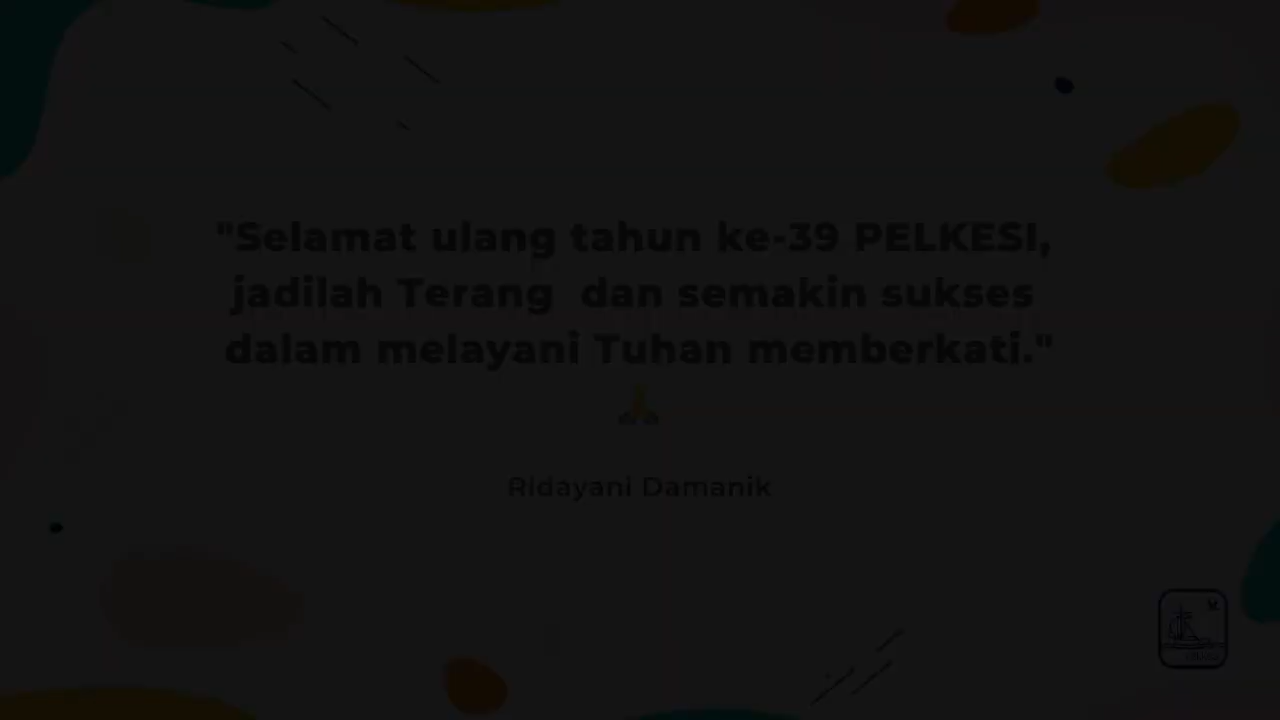 "Selamat ulang tahun ke-39 PELKESI,
jadilah Terang dan semakin sukses
dalam melayani Tuhan memberkati."
🙏
Ridayani Damanik